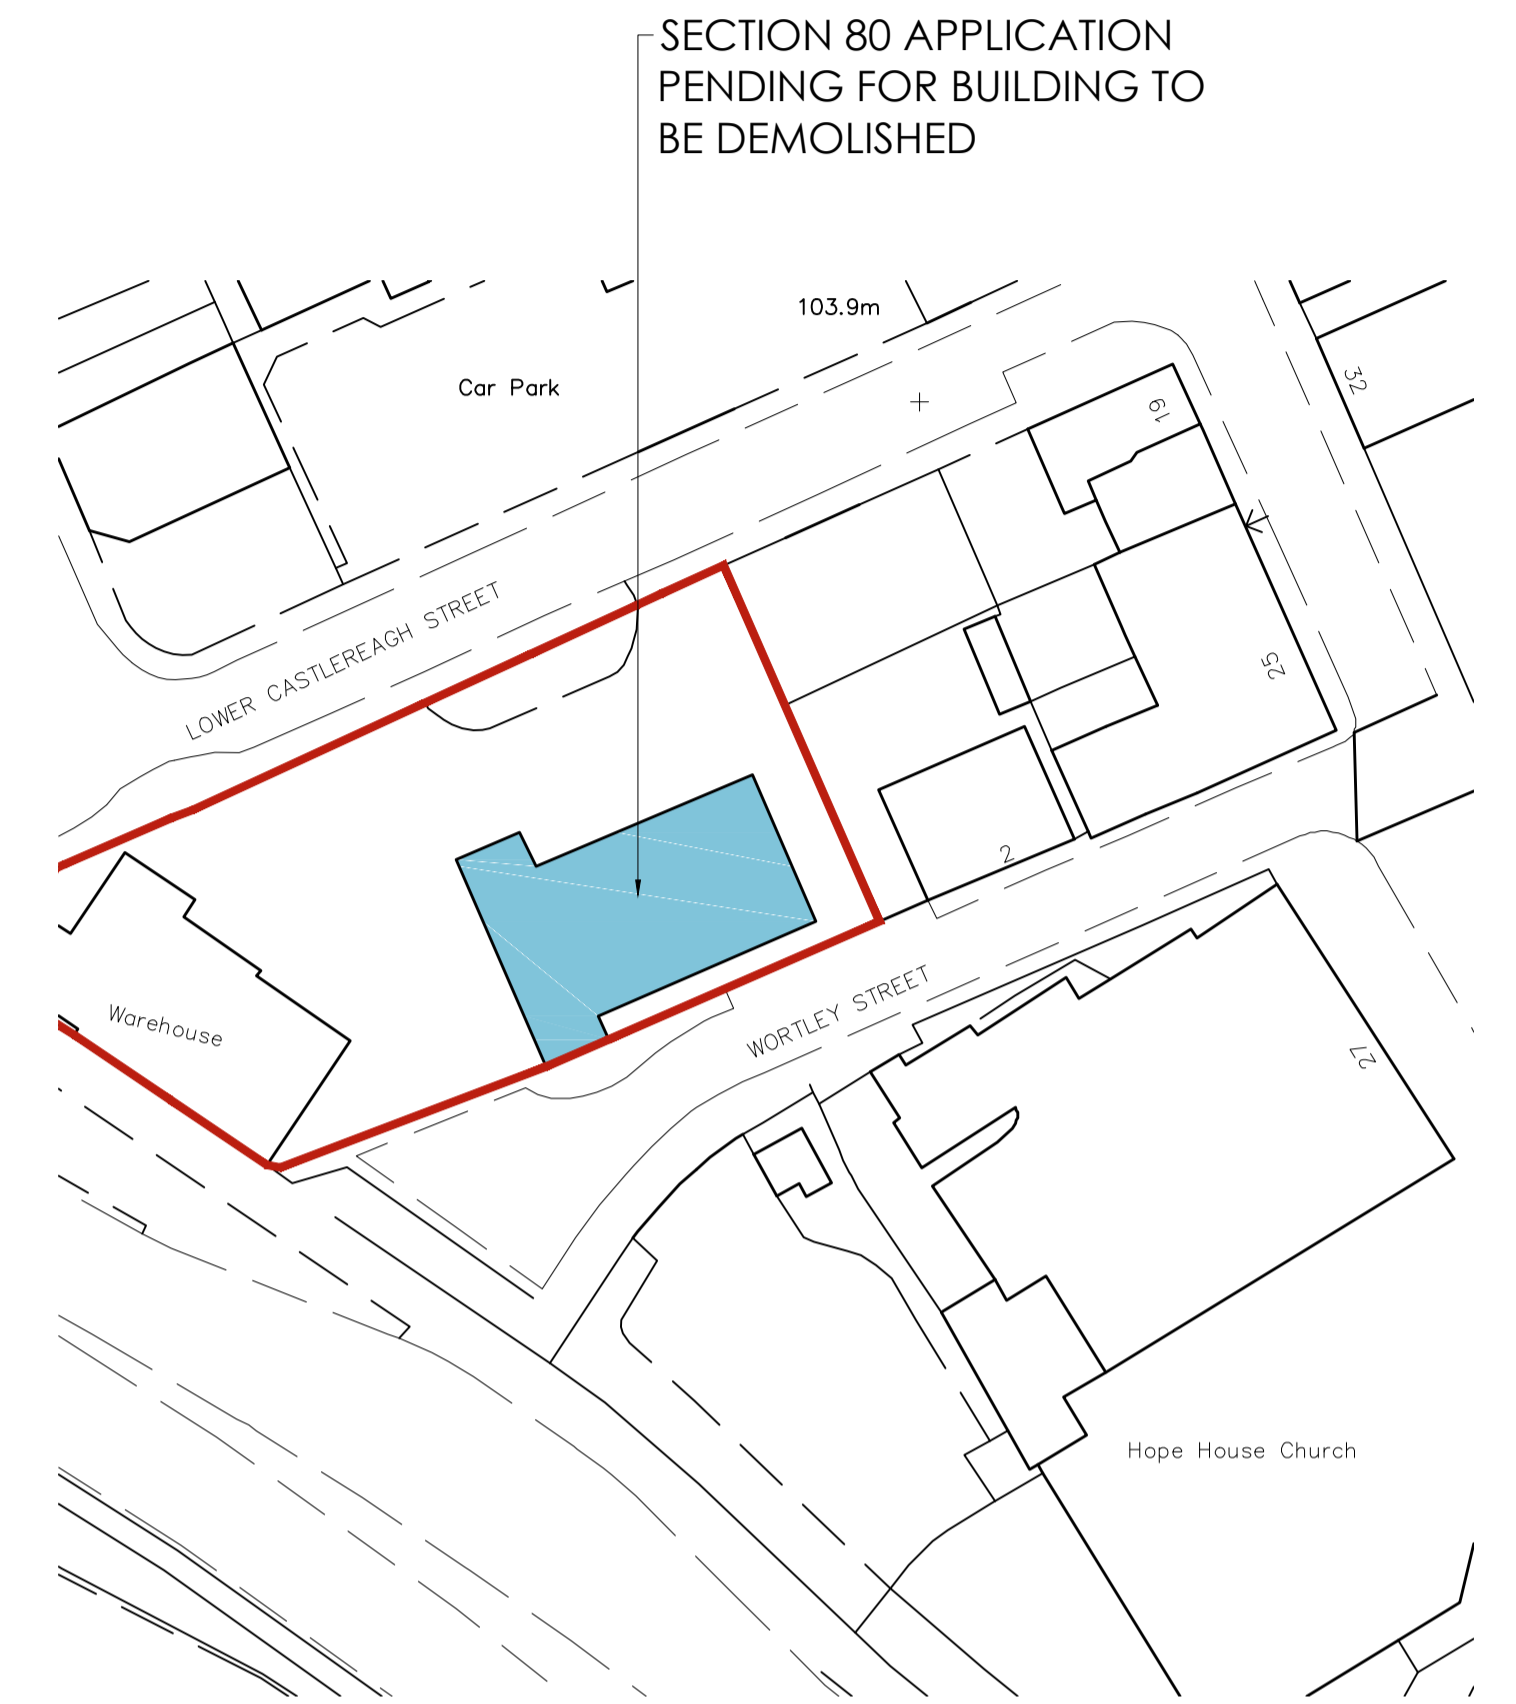 SECTION 80 APPLICATION
PENDING FOR BUILDING TO
BE DEMOLISHED
103.9m
Car Park
32
19
LOWER CASTLEREAGH STREET
25
2
Warehouse
WORTLEY STREET
27
Hope House Church